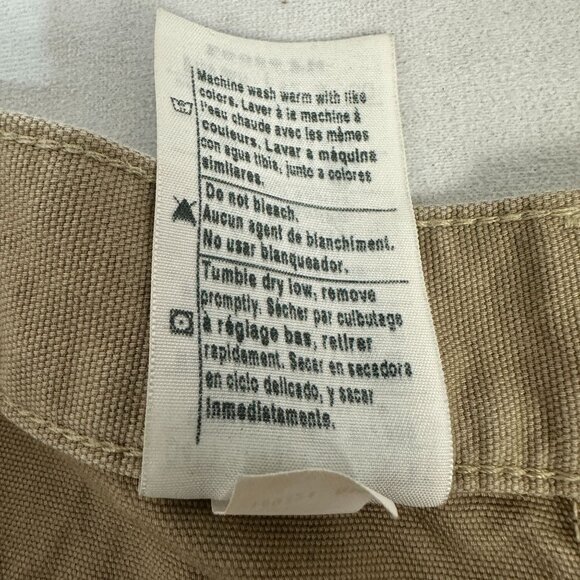 Machine wash warm with like
colors. Laver à la machine à
l'eau chaude avec les mêmes
couleurs. Lavar a máquina
con agua tibia, junto a colores
similares.
Do not bleach.
Aucun agent de blanchiment.
No usar blanqueador.
Tumble dry low, remove
promptly. Sécher par culbutage
à réglage bas, retirer
rapidement. Secar en secadora
en ciclo delicado, y sacar
inmediatamente.